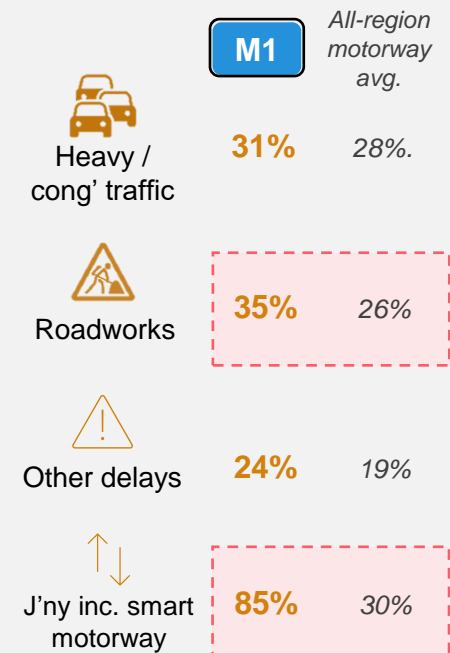 M1
All-region
motorway
avg.
Heavy /
cong' traffic
31%
28%.
Roadworks
35%
26%
Other delays
24%
19%
J'ny inc. smart
motorway
85%
30%